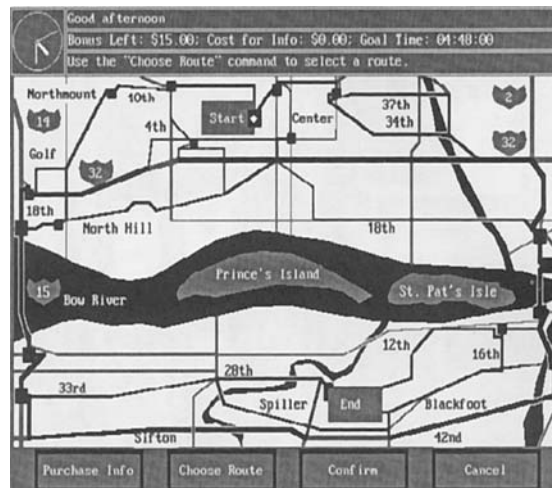 Good afternoon
Bonus Left: $15.00; Cost for Info: $0.00; Goal Time: 04:48:00
Use the "Choose Route" command to select a route.
Northmount
10th
2
37th
14
Start
Center
4th
34th
Golf
32
32
18th
North Hill
18th
Prince's Island
15
St. Pat's Isle
Bow River
12th
16th
28th
33rd
Spiller
End
Blackfoot
Sifton
42nd
Purchase Info
Choose Route
Confirm
Cancel